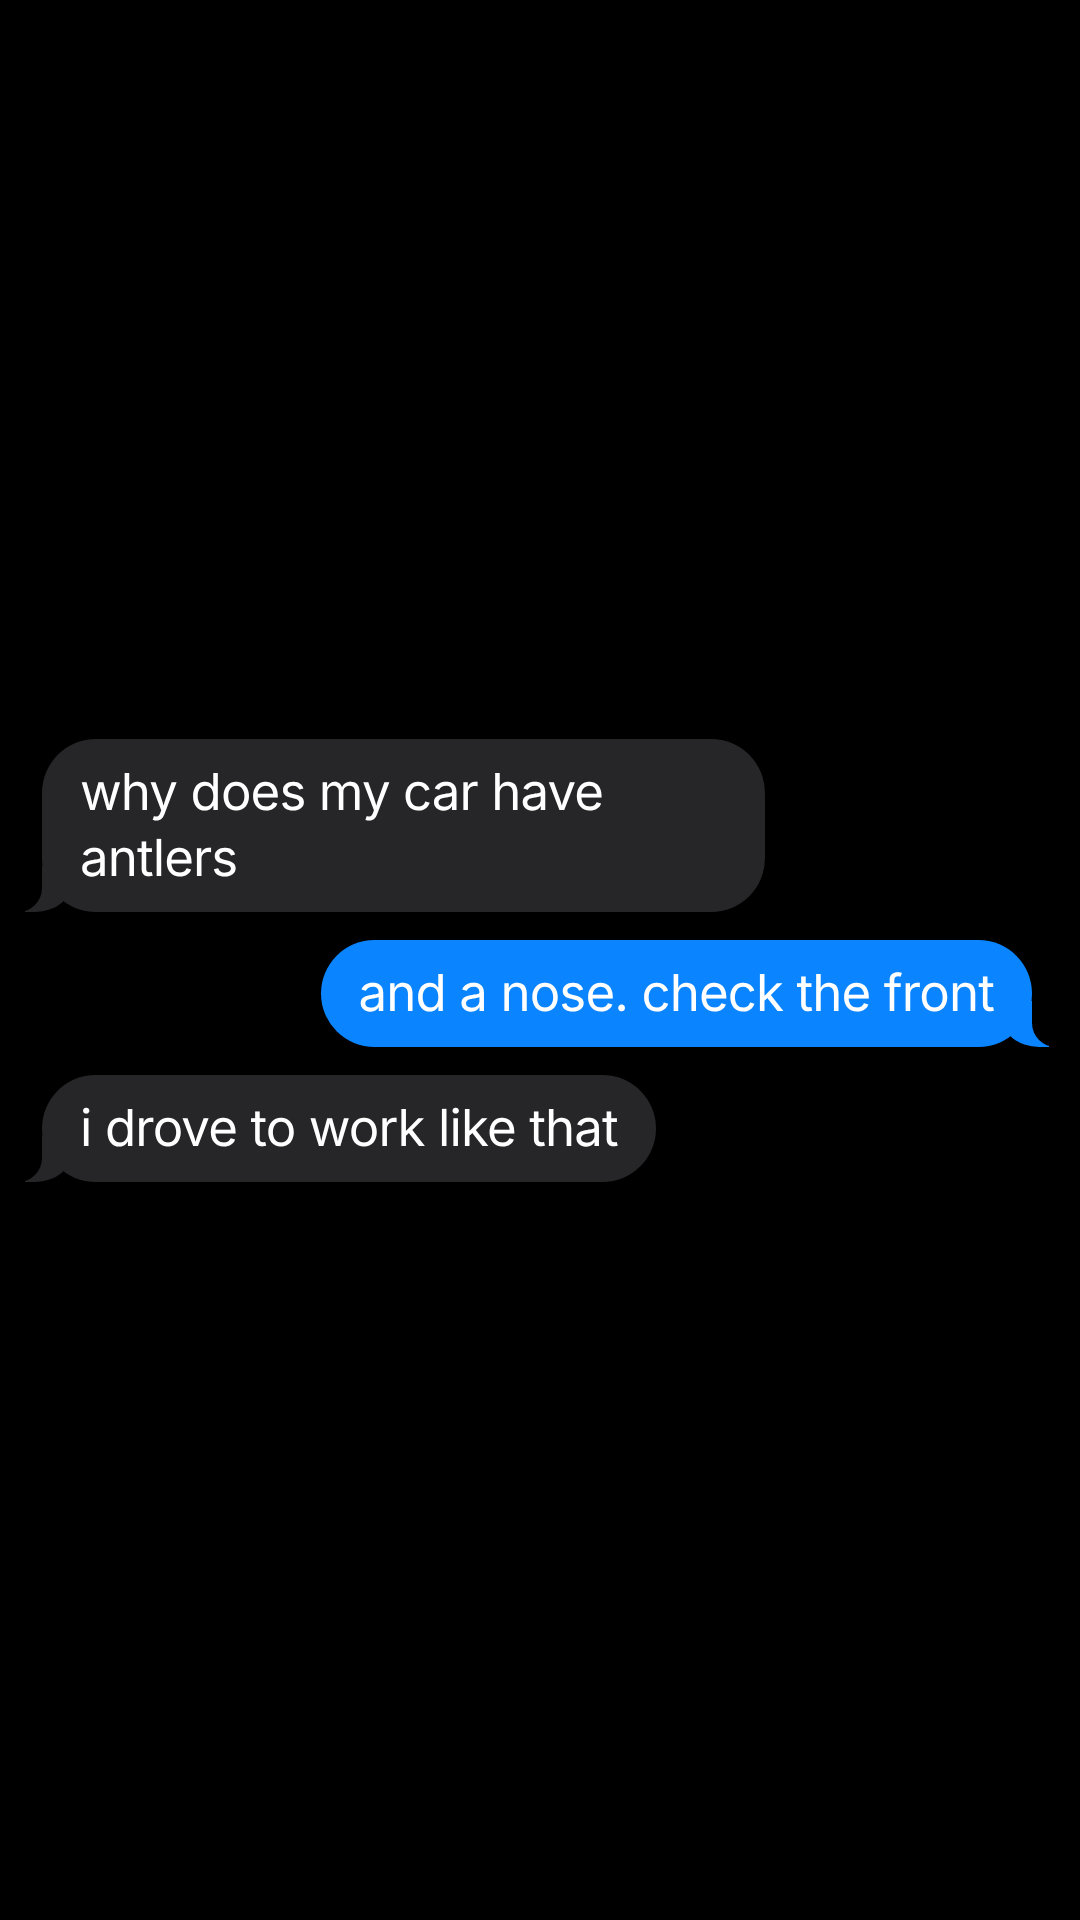 why does my car have
antlers
and a nose. check the front
i drove to work like that